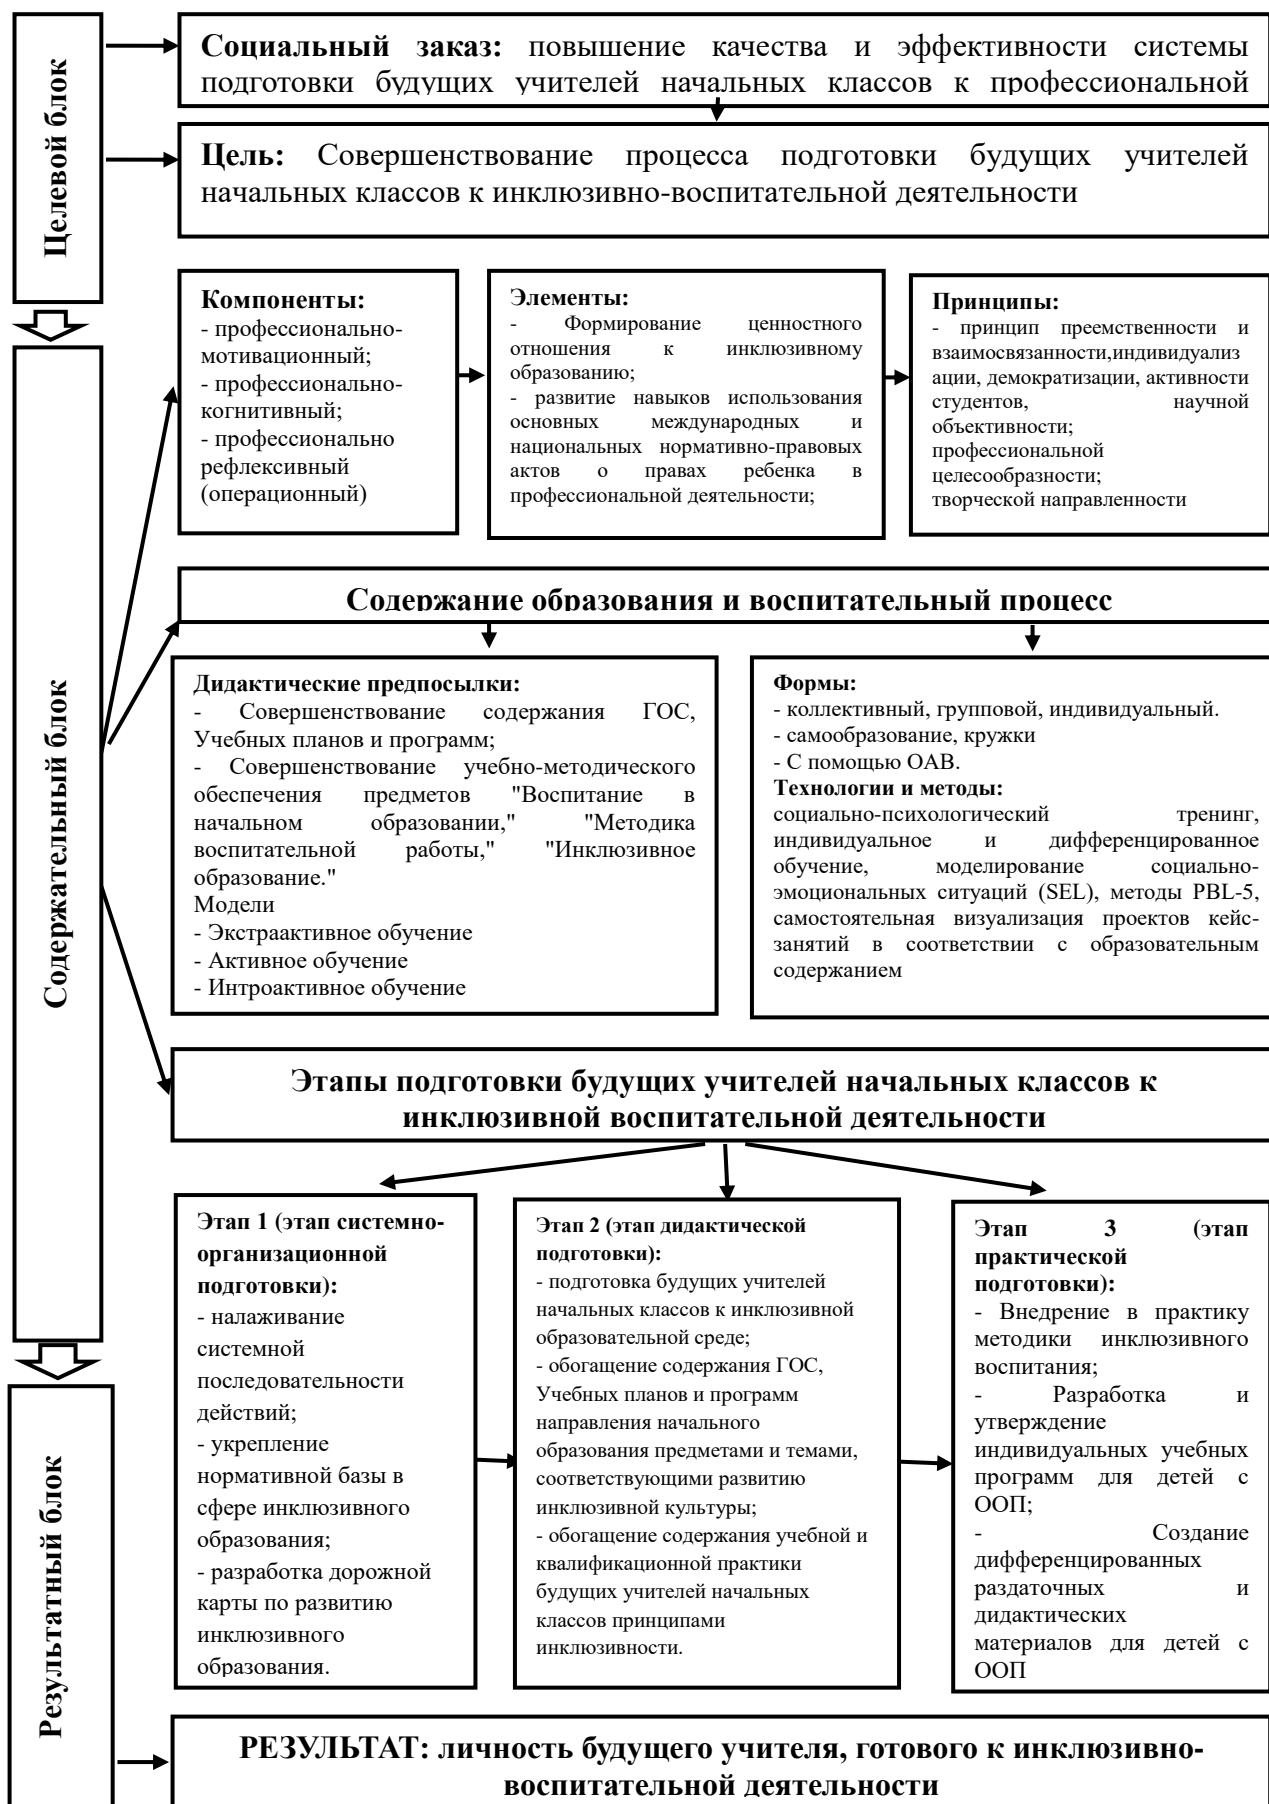 Целевой блок
Социальный заказ: повышение качества и эффективности системы
подготовки будущих учителей начальных классов к профессиональной
Цель: Совершенствование процесса подготовки будущих учителей
начальных классов к инклюзивно-воспитательной деятельности
Содержательный блок
Компоненты:
- профессионально-
мотивационный;
- профессионально-
когнитивный;
- профессионально
рефлексивный
(операционный)
Элементы:
- Формирование ценностного
отношения к инклюзивному
образованию;
- развитие навыков использования
основных международных и
национальных нормативно-правовых
актов о правах ребенка в
профессиональной деятельности;
Принципы:
- принцип преемственности и
взаимосвязанности,индивидуализ
ации, демократизации, активности
студентов, научной
объективности;
профессиональной
целесообразности;
творческой направленности
Содержание образования и воспитательный процесс
Дидактические предпосылки:
- Совершенствование содержания ГОС,
Учебных планов и программ;
- Совершенствование учебно-методического
обеспечения предметов "Воспитание в
начальном образовании," "Методика
воспитательной работы," "Инклюзивное
образование."
Модели
- Экстраактивное обучение
- Активное обучение
- Интроактивное обучение
Формы:
- коллективный, групповой, индивидуальный.
- самообразование, кружки
- С помощью ОАВ.
Технологии и методы:
социально-психологический тренинг,
индивидуальное и дифференцированное
обучение, моделирование социально-
эмоциональных ситуаций (SEL), методы PBL-5,
самостоятельная визуализация проектов кейс-
занятий в соответствии с образовательным
содержанием
Этапы подготовки будущих учителей начальных классов к
инклюзивной воспитательной деятельности
Этап 1 (этап системно-
организационной
подготовки):
- налаживание
системной
последовательности
действий;
- укрепление
нормативной базы в
сфере инклюзивного
образования;
- разработка дорожной
карты по развитию
инклюзивного
образования.
Этап 2 (этап дидактической
подготовки):
- подготовка будущих учителей
начальных классов к инклюзивной
образовательной среде;
- обогащение содержания ГОС,
Учебных планов и программ
направления начального
образования предметами и темами,
соответствующими развитию
инклюзивной культуры;
- обогащение содержания учебной и
квалификационной практики
будущих учителей начальных
классов принципами
инклюзивности.
Этап 3 (этап
практической
подготовки):
- Внедрение в практику
методики инклюзивного
воспитания;
- Разработка и
утверждение
индивидуальных учебных
программ для детей с
ООП;
- Создание
дифференцированных
раздаточных и
дидактических
материалов для детей с
ООП
Результатный блок
РЕЗУЛЬТАТ: личность будущего учителя, готового к инклюзивно-
воспитательной деятельности